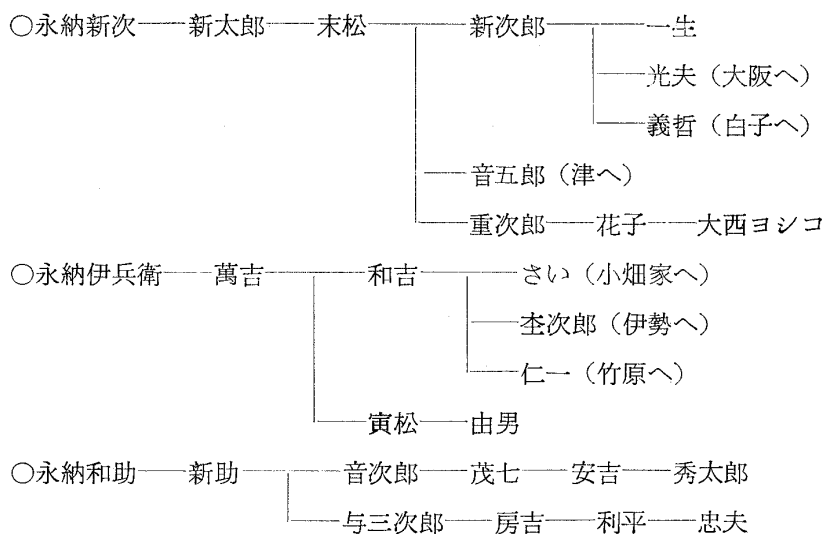 ○永納新次──新太郎──末松──新次郎──一生
光夫（大阪へ）
義哲（白子へ）
音五郎（津へ）
重次郎──花子──大西ヨシコ
○永納伊兵衛──萬吉──和吉──さい（小畑家へ）
杢次郎（伊勢へ）
仁一（竹原へ）
寅松──由男
○永納和助──新助──音次郎──茂七──安吉──秀太郎
与三次郎──房吉──利平──忠夫